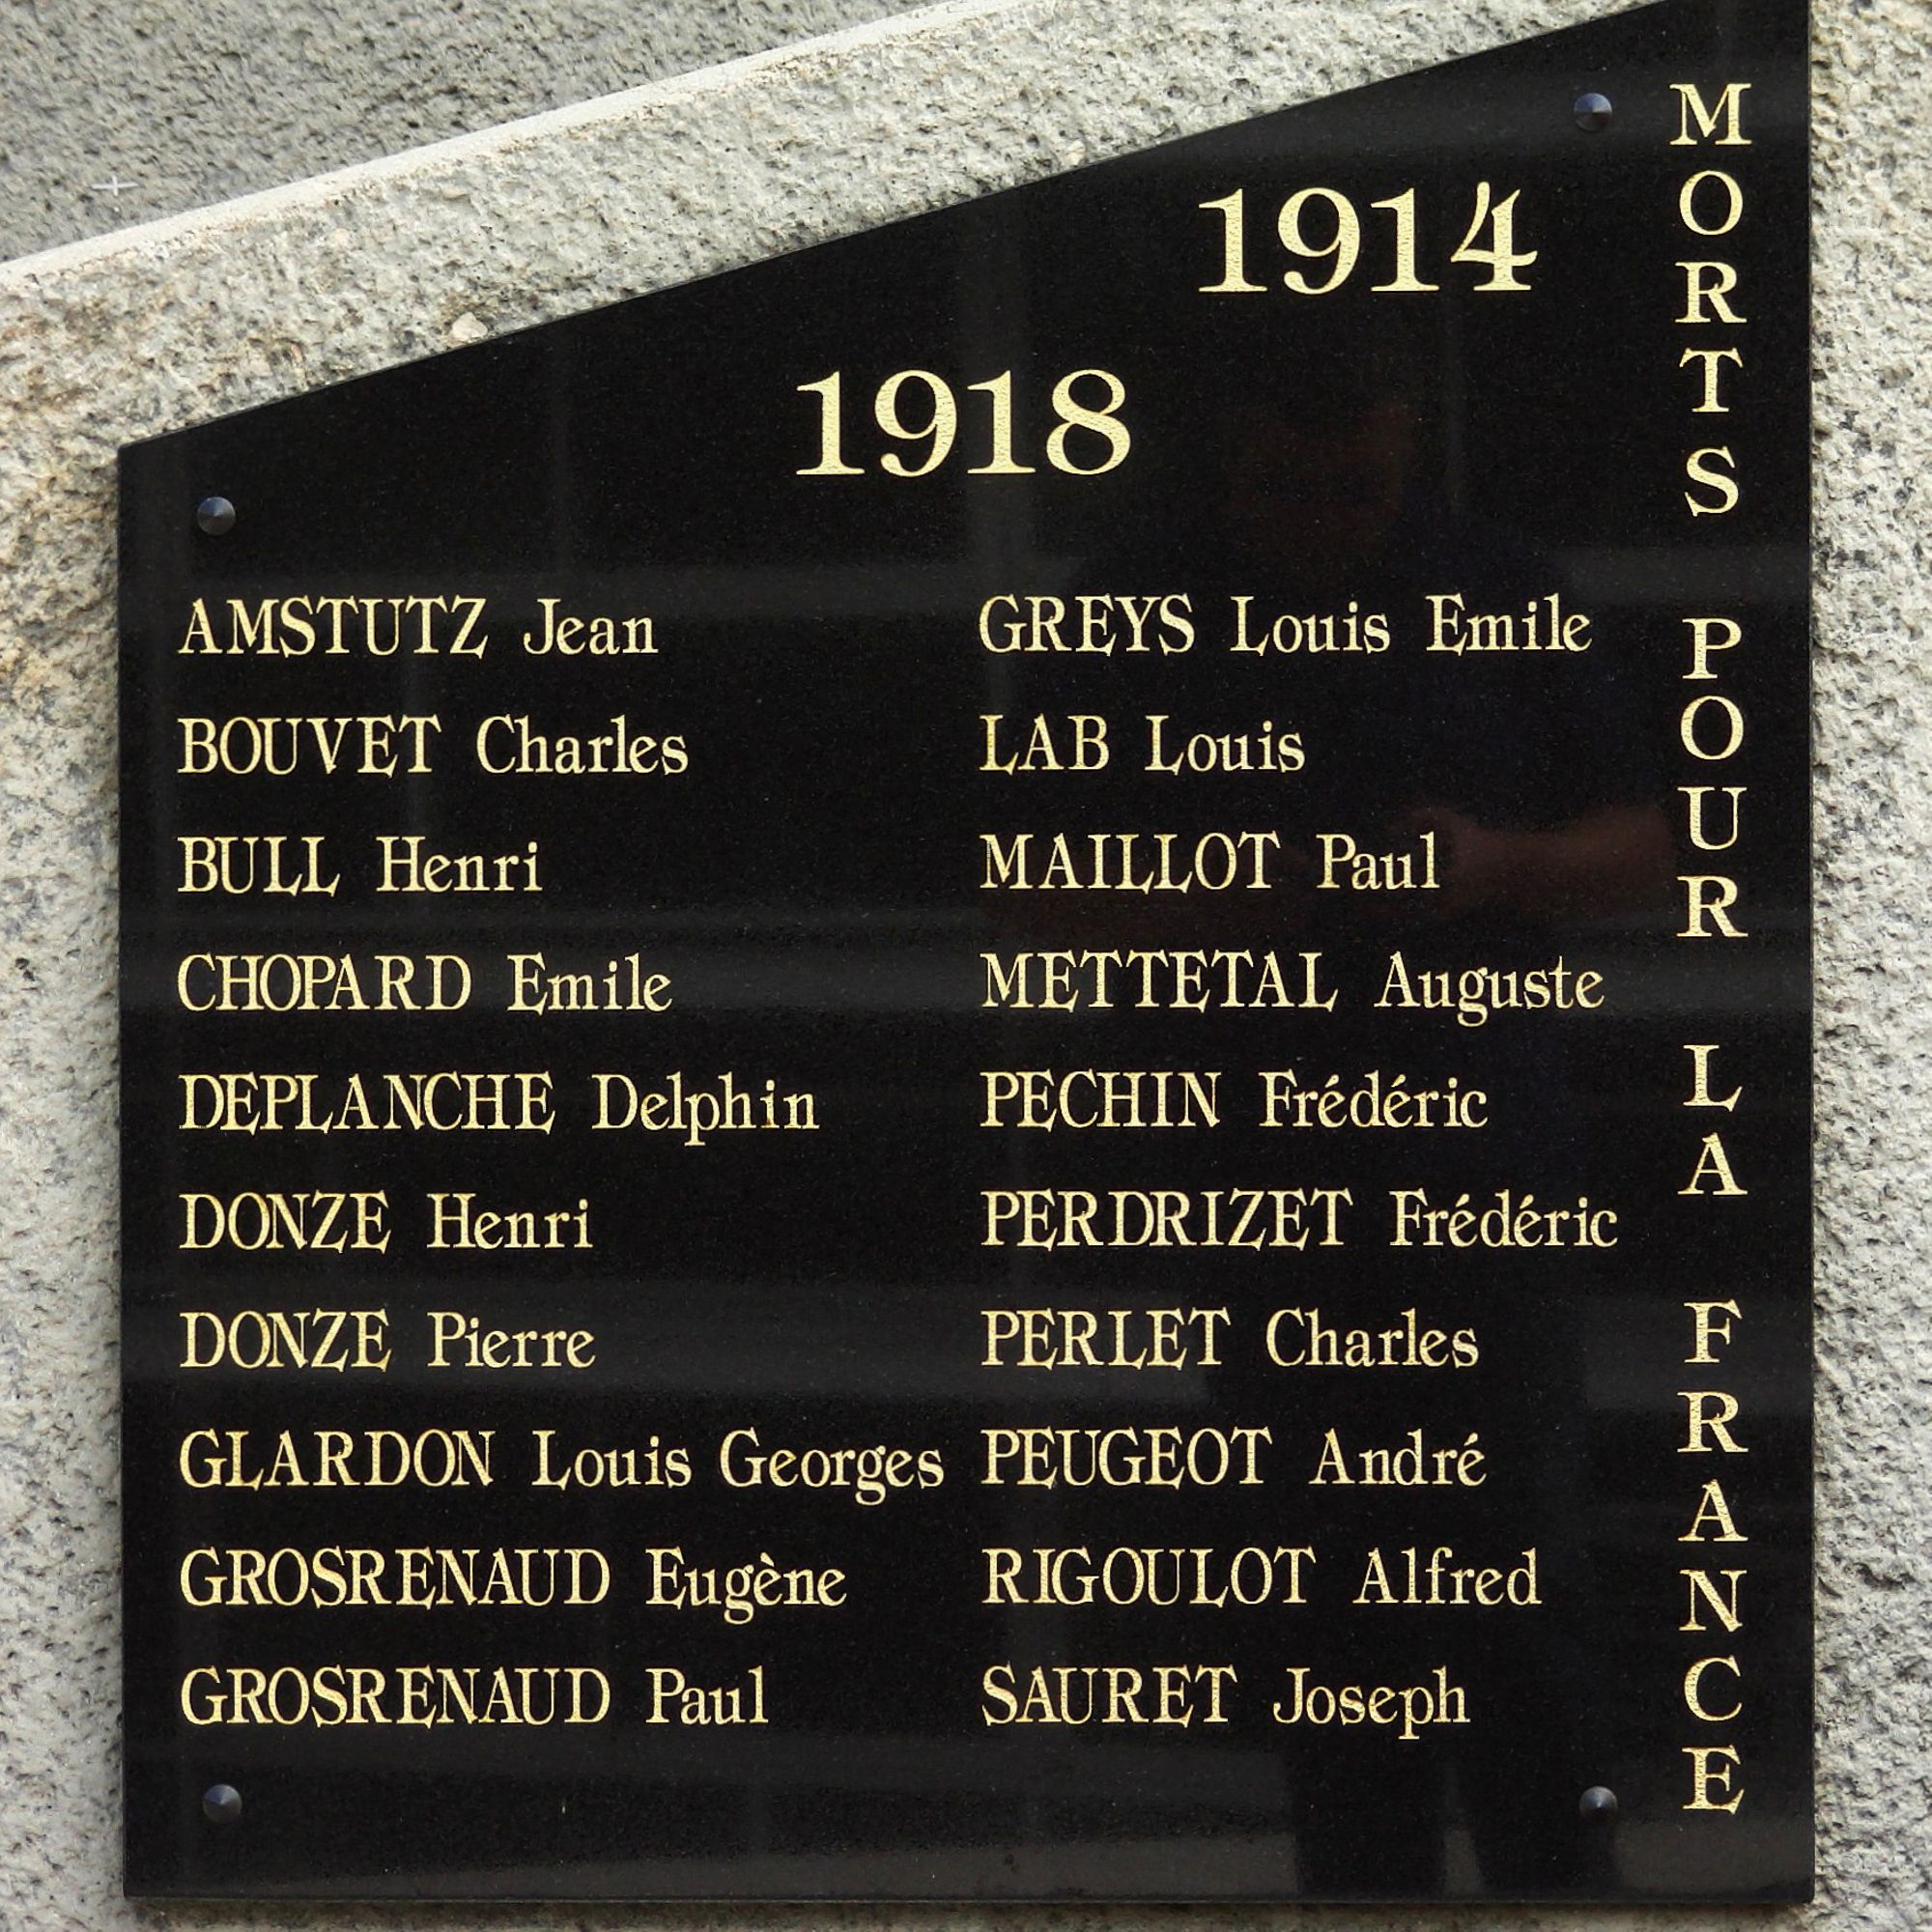 1914
1918
AMSTUTZ Jean
BOUVET Charles
BULL Henri
CHOPARD Emile
DEPLANCHE Delphin
DONZE Henri
DONZE Pierre
GLARDON Louis Georges
GROSRENAUD Eugène
GROSRENAUD Paul
GREYS Louis Emile
LAB Louis
MAILLOT Paul
METTETAL Auguste
PECHIN Frédéric
PERDRIZET Frédéric
PERLET Charles
PEUGEOT André
RIGOULOT Alfred
SAURET Joseph
MORTS POUR LA FRANCE